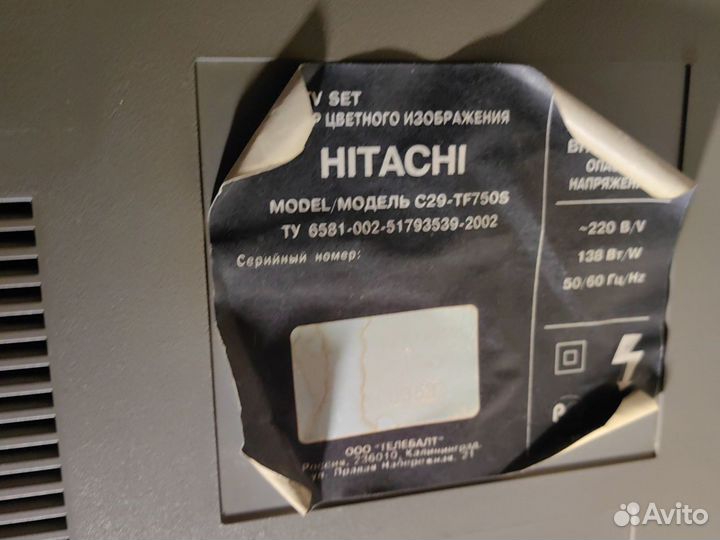 TV SET
ЦВЕТНОГО ИЗОБРАЖЕНИЯ
HITACHI
MODEL/МОДЕЛЬ C29-TF750S
ТУ 6581-002-51793539-2002
Серийный номер:
ООО "ТЕЛЕБАЛТ"
Россия, 236010, Калининград,
ул. Правая Набережная, 21
~220 В/V
138 Вт/W
50/60 Гц/Hz
Avito